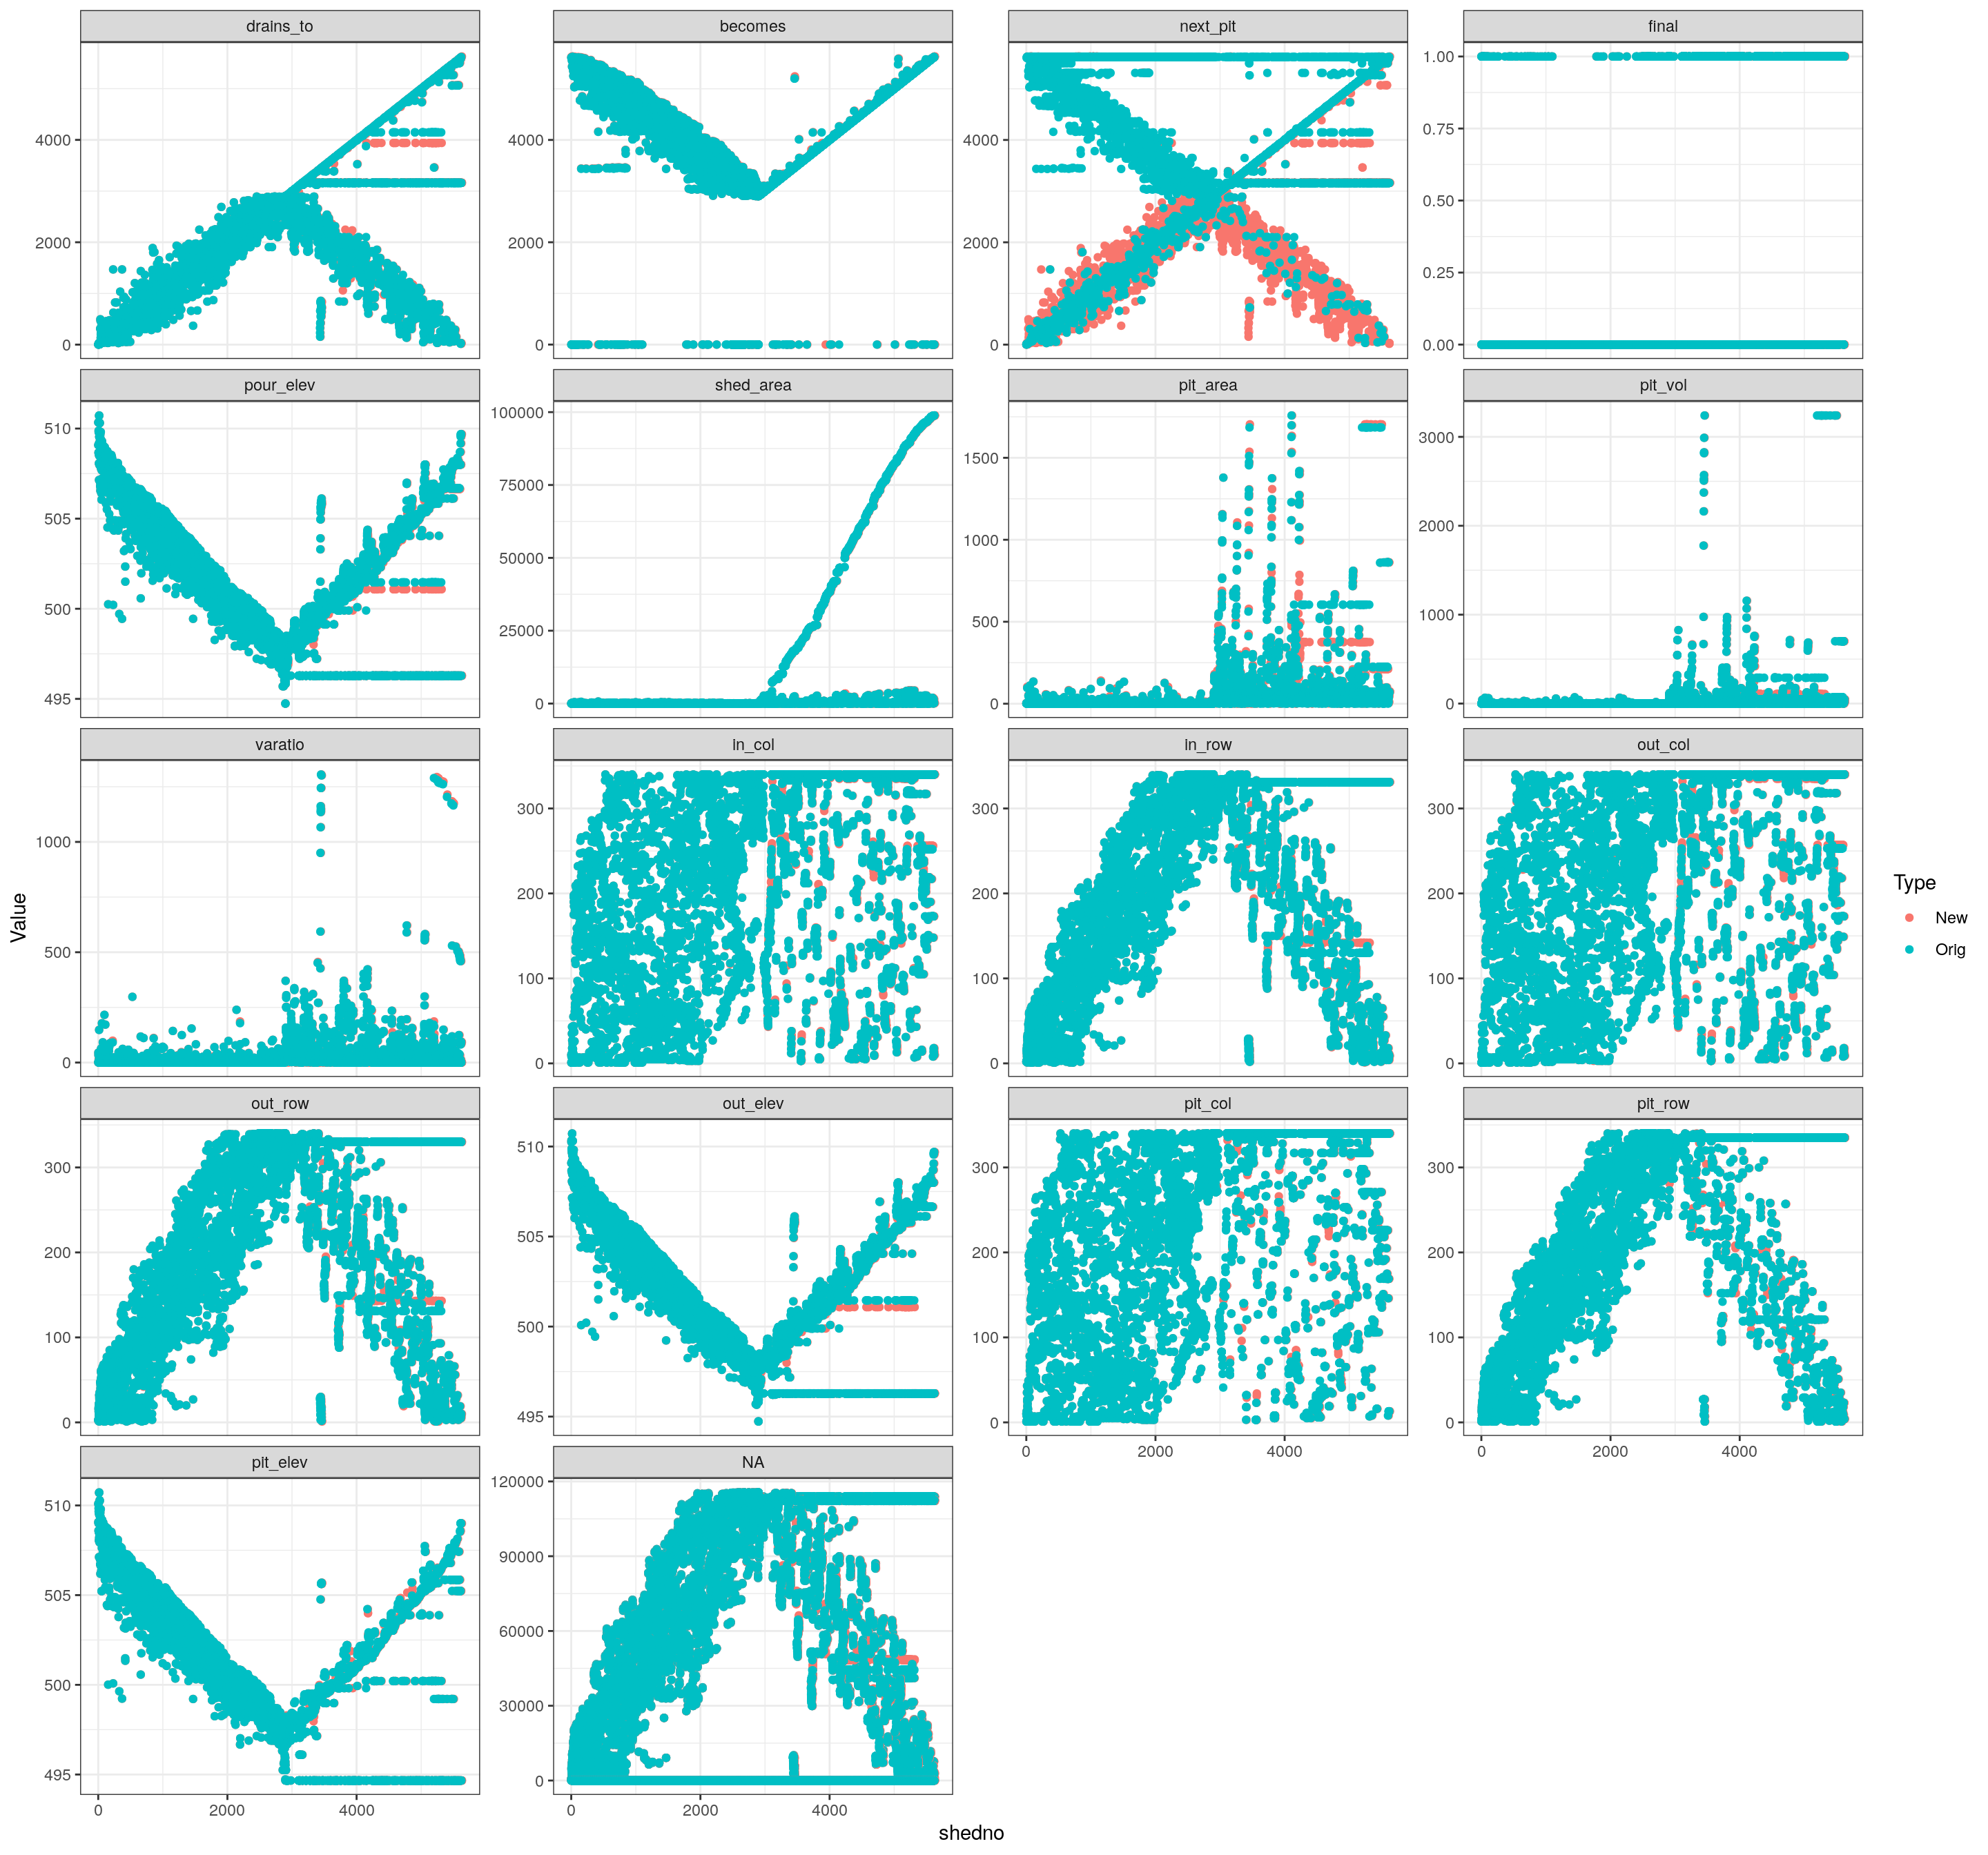 drains_to
becomes
next_pit
final
4000
2000
0
4000
2000
0
4000
2000
0
1.00
0.75
0.50
0.25
0.00
pour_elev
shed_area
pit_area
pit_vol
510
505
500
495
100000
75000
50000
25000
0
1500
1000
500
0
3000
2000
1000
0
varatio
in_col
in_row
out_col
1000
500
0
300
200
100
0
300
200
100
0
300
200
100
0
out_row
out_elev
pit_col
pit_row
300
200
100
0
510
505
500
495
300
200
100
0
300
200
100
0
0 2000 4000
0 2000 4000
pit_elev
NA
510
505
500
495
120000
90000
60000
30000
0
0 2000 4000
0 2000 4000
shedno
Value
Type
New
Orig